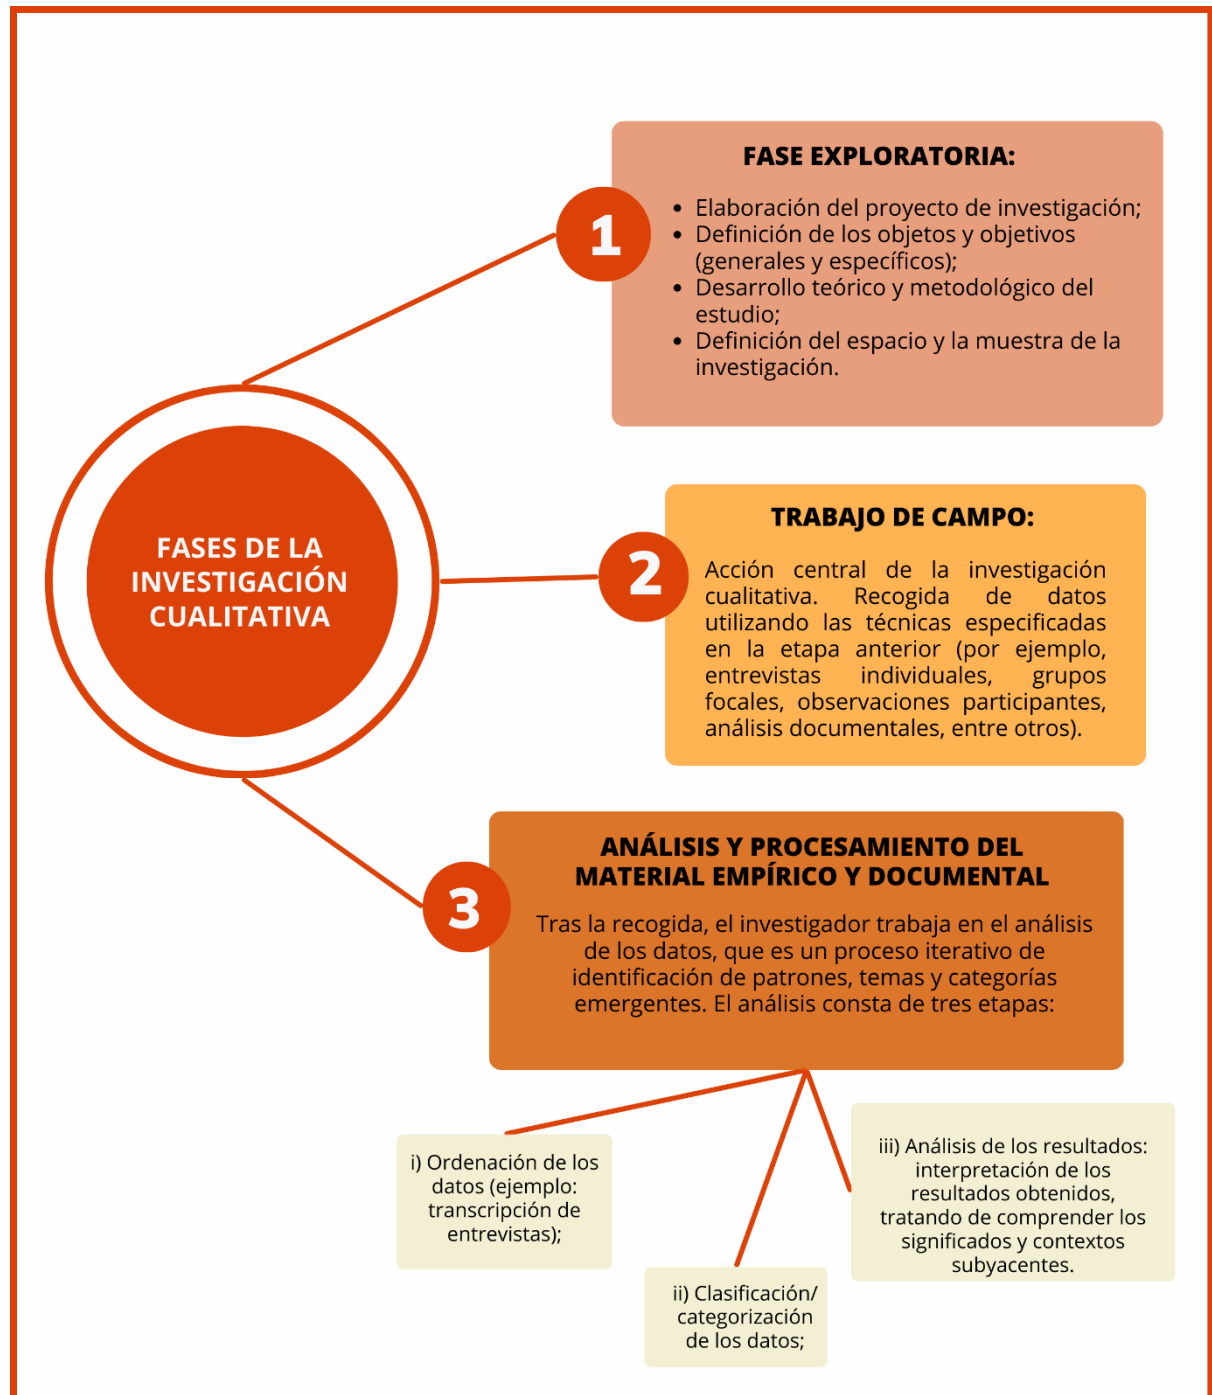 FASES DE LA
INVESTIGACIÓN
CUALITATIVA
1
FASE EXPLORATORIA:
• Elaboración del proyecto de investigación;
• Definición de los objetos y objetivos
(generales y específicos);
• Desarrollo teórico y metodológico del
estudio;
• Definición del espacio y la muestra de la
investigación.
2
TRABAJO DE CAMPO:
Acción central de la investigación
cualitativa. Recogida de datos
utilizando las técnicas especificadas
en la etapa anterior (por ejemplo,
entrevistas individuales, grupos
focales, observaciones participantes,
análisis documentales, entre otros).
3
ANÁLISIS Y PROCESAMIENTO DEL
MATERIAL EMPÍRICO Y DOCUMENTAL
Tras la recogida, el investigador trabaja en el análisis
de los datos, que es un proceso iterativo de
identificación de patrones, temas y categorías
emergentes. El análisis consta de tres etapas:
i) Ordenación de los
datos (ejemplo:
transcripción de
entrevistas);
ii) Clasificación/
categorización
de los datos;
iii) Análisis de los resultados:
interpretación de los
resultados obtenidos,
tratando de comprender los
significados y contextos
subyacentes.